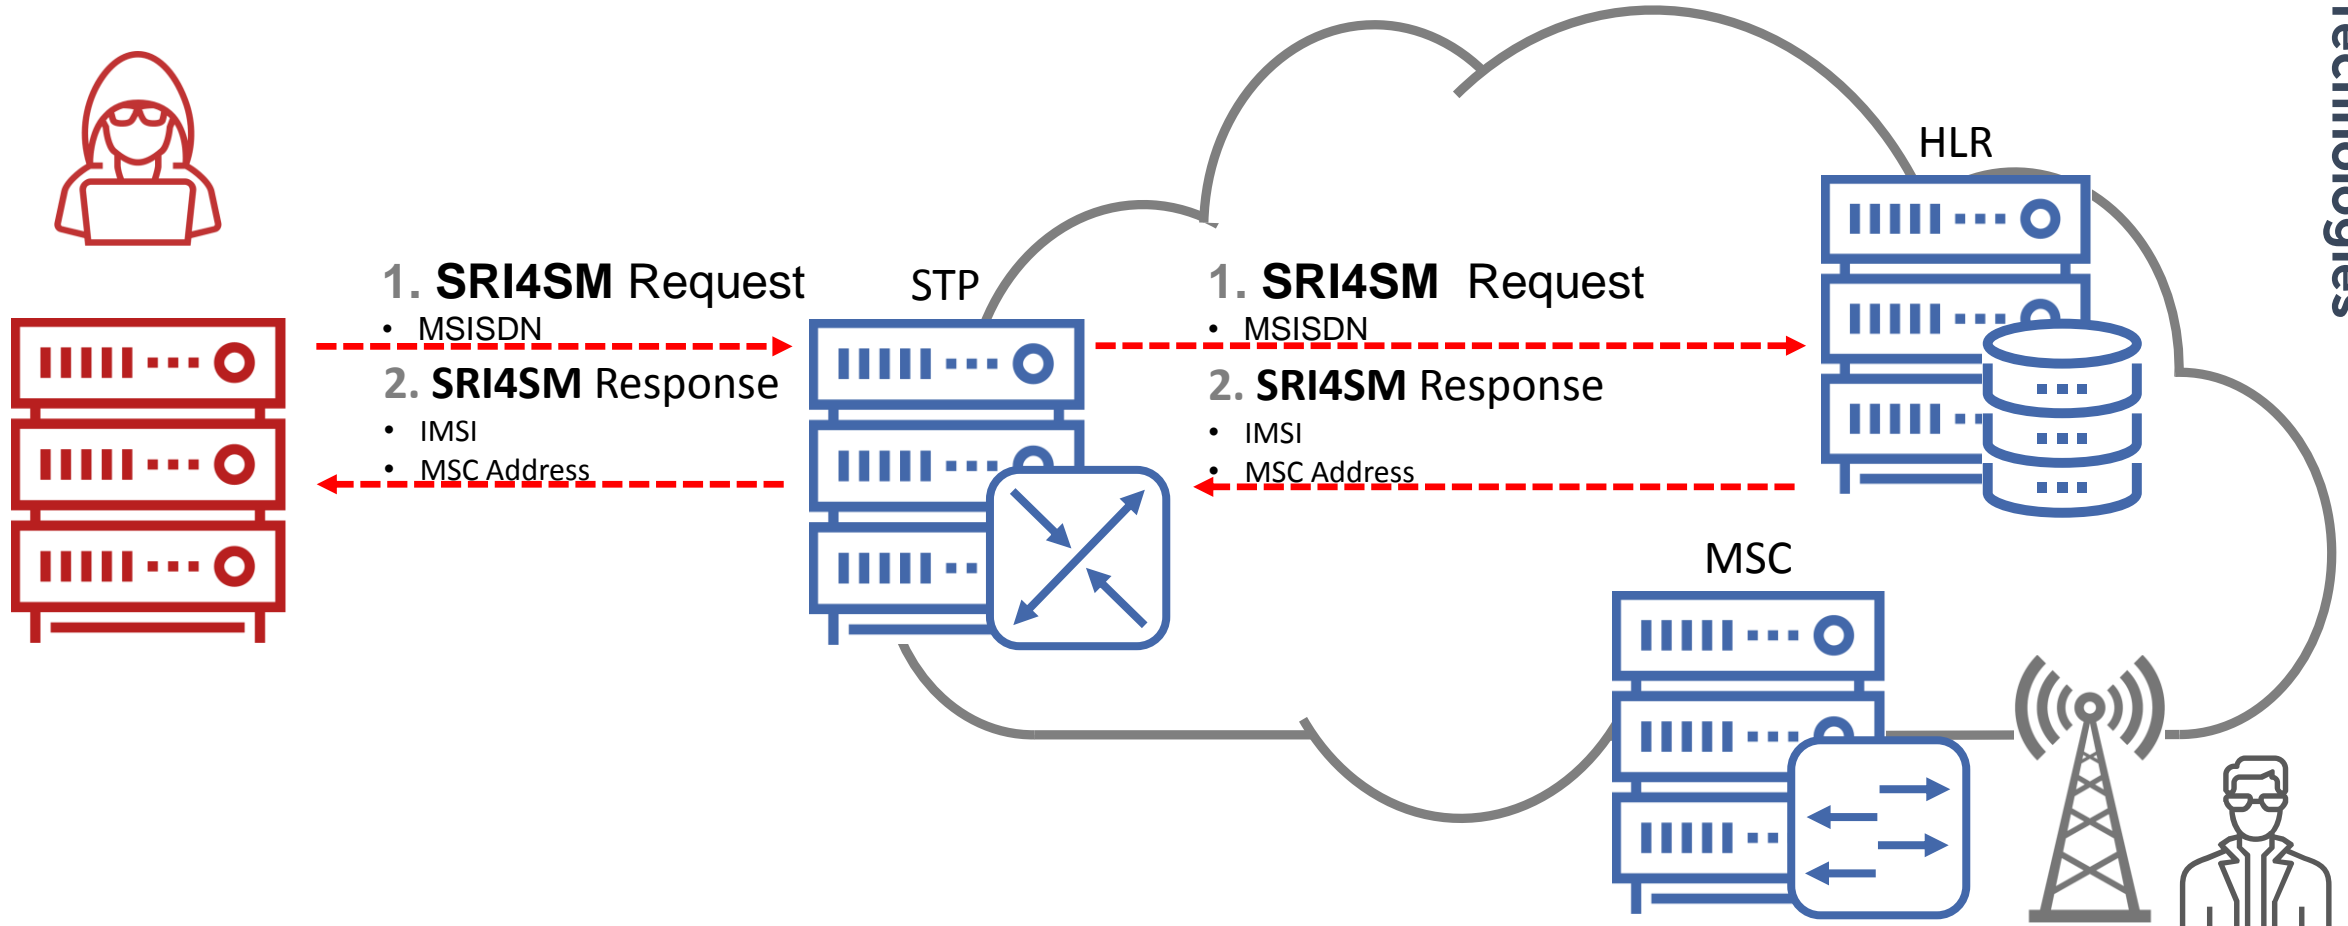 HLR
1. SRI4SM Request
• MSISDN
2. SRI4SM Response
• IMSI
• MSC Address
STP
1. SRI4SM Request
• MSISDN
2. SRI4SM Response
• IMSI
• MSC Address
MSC
Technologies